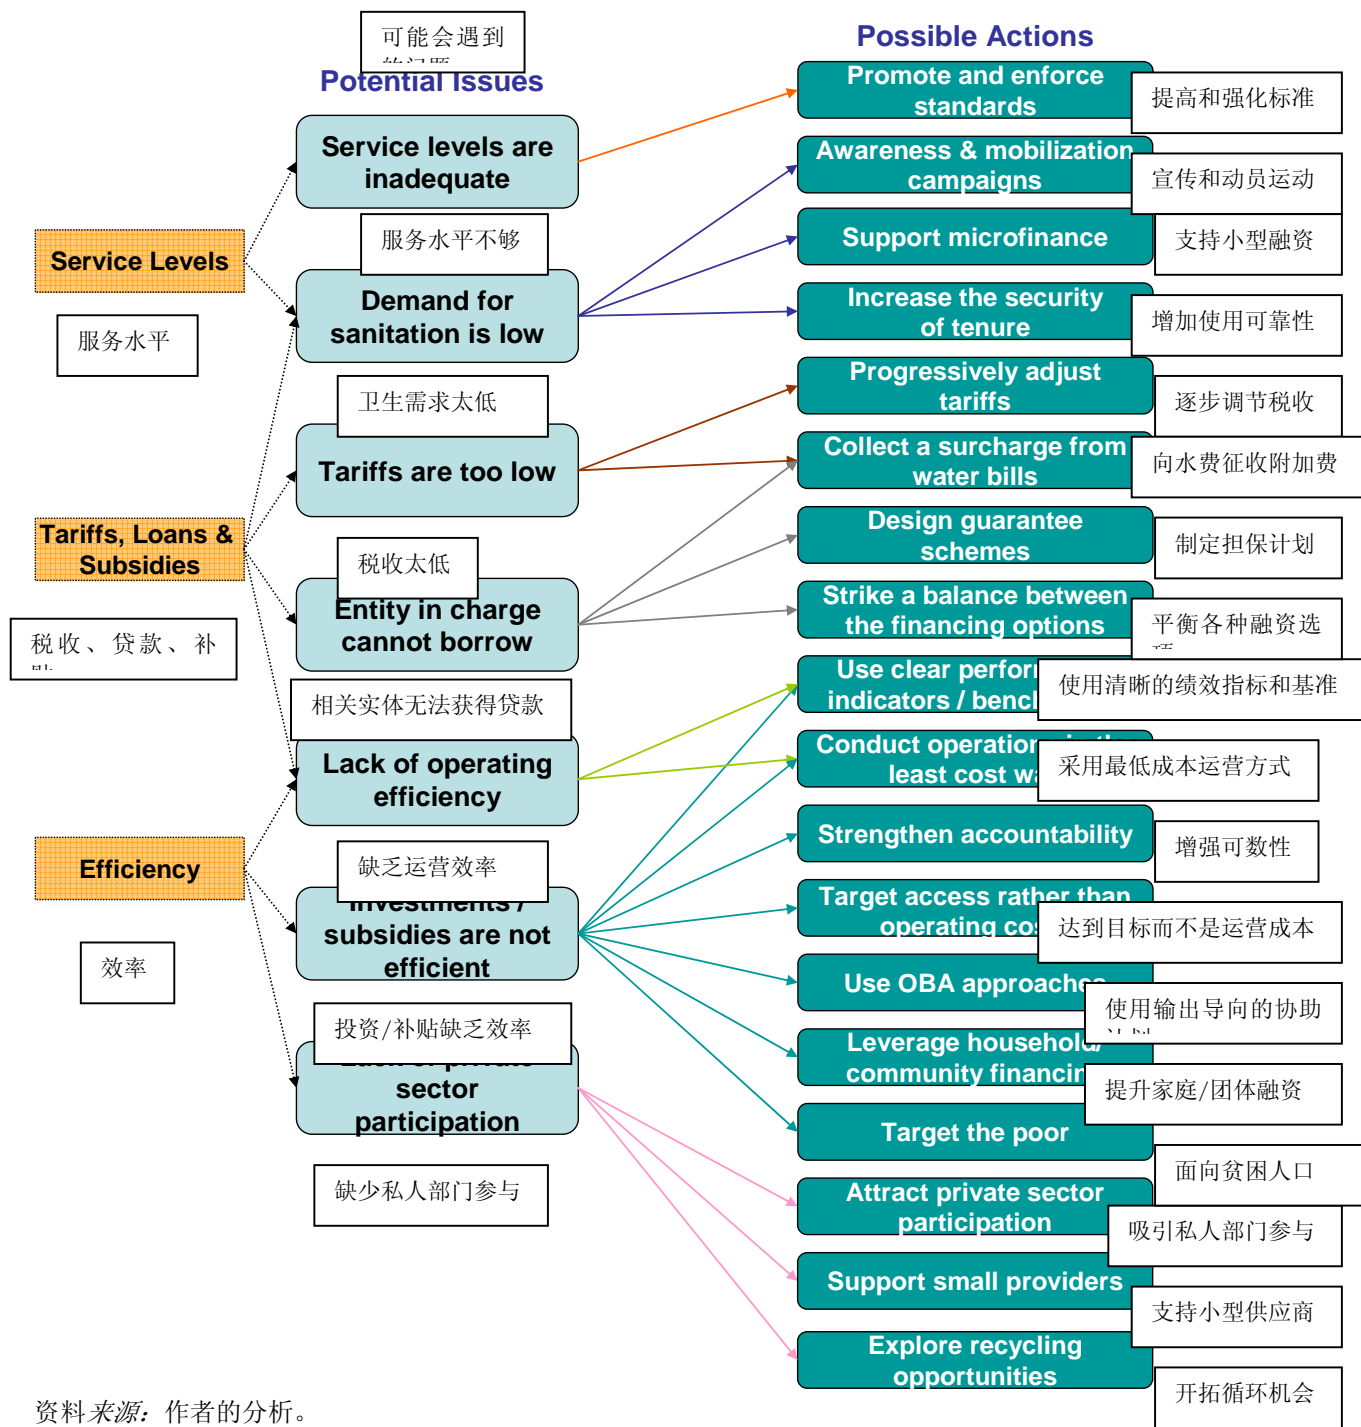 可能会遇到
Potential Issues
Possible Actions
Service Levels
服务水平
Tariffs, Loans &
Subsidies
税收、贷款、补
Efficiency
效率
Service levels are
inadequate
服务水平不够
Demand for
sanitation is low
卫生需求太低
Tariffs are too low
税收太低
Entity in charge
cannot borrow
相关实体无法获得贷款
Lack of operating
efficiency
缺乏运营效率
Investments /
subsidies are not
efficient
投资/补贴缺乏效率
Lack of private
sector
participation
缺少私人部门参与
Promote and enforce
standards
提高和强化标准
Awareness & mobilization
campaigns
宣传和动员运动
Support microfinance
支持小型融资
Increase the security
of tenure
增加使用可靠性
Progressively adjust
tariffs
逐步调节税收
Collect a surcharge from
water bills
向水费征收附加费
Design guarantee
schemes
制定担保计划
Strike a balance between
the financing options
平衡各种融资选
Use clear perform
indicators / bench
使用清晰的绩效指标和基准
Conduct operation
least cost wa
采用最低成本运营方式
Strengthen accountability
增强可数性
Target access rather than
operating cos
达到目标而不是运营成本
Use OBA approaches
使用输出导向的协助
Leverage household/
community financin
提升家庭/团体融资
Target the poor
面向贫困人口
Attract private sector
participation
吸引私人部门参与
Support small providers
支持小型供应商
Explore recycling
opportunities
开拓循环机会
资料来源：作者的分析。